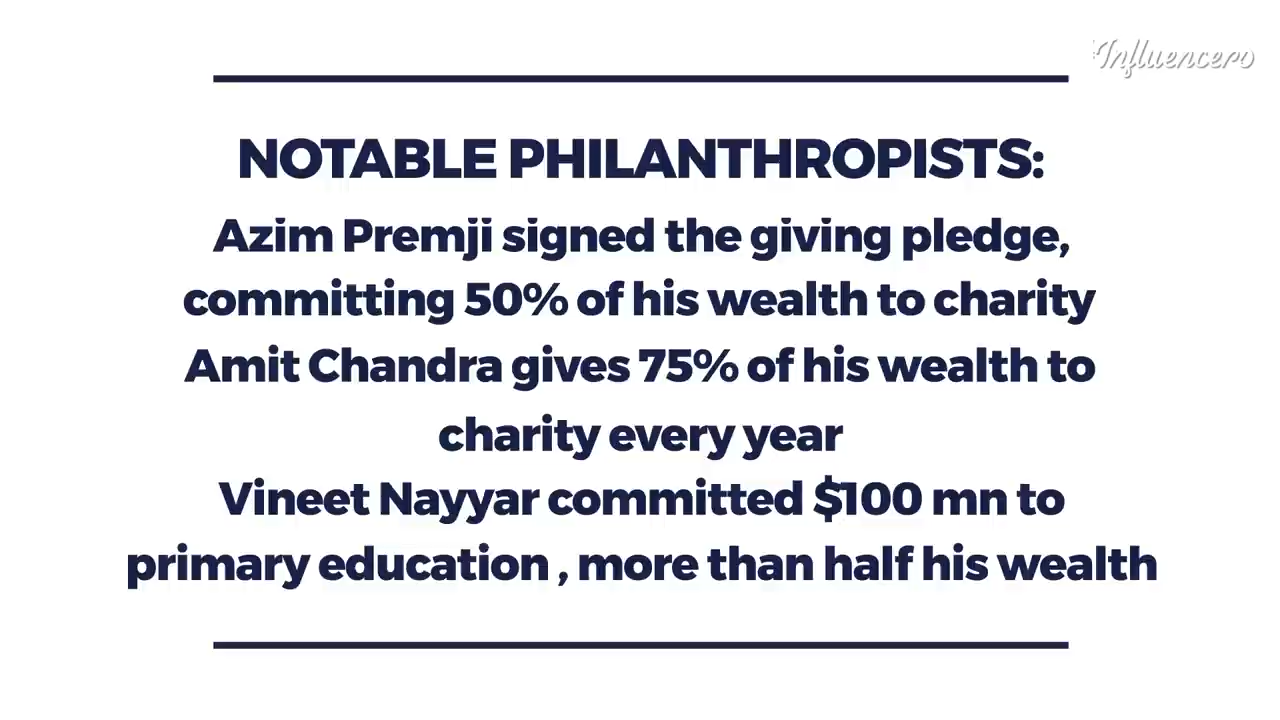 Influencero
NOTABLE PHILANTHROPISTS:
Azim Premji signed the giving pledge,
committing 50% of his wealth to charity
Amit Chandra gives 75% of his wealth to
charity every year
Vineet Nayyar committed $100 mn to
primary education , more than half his wealth